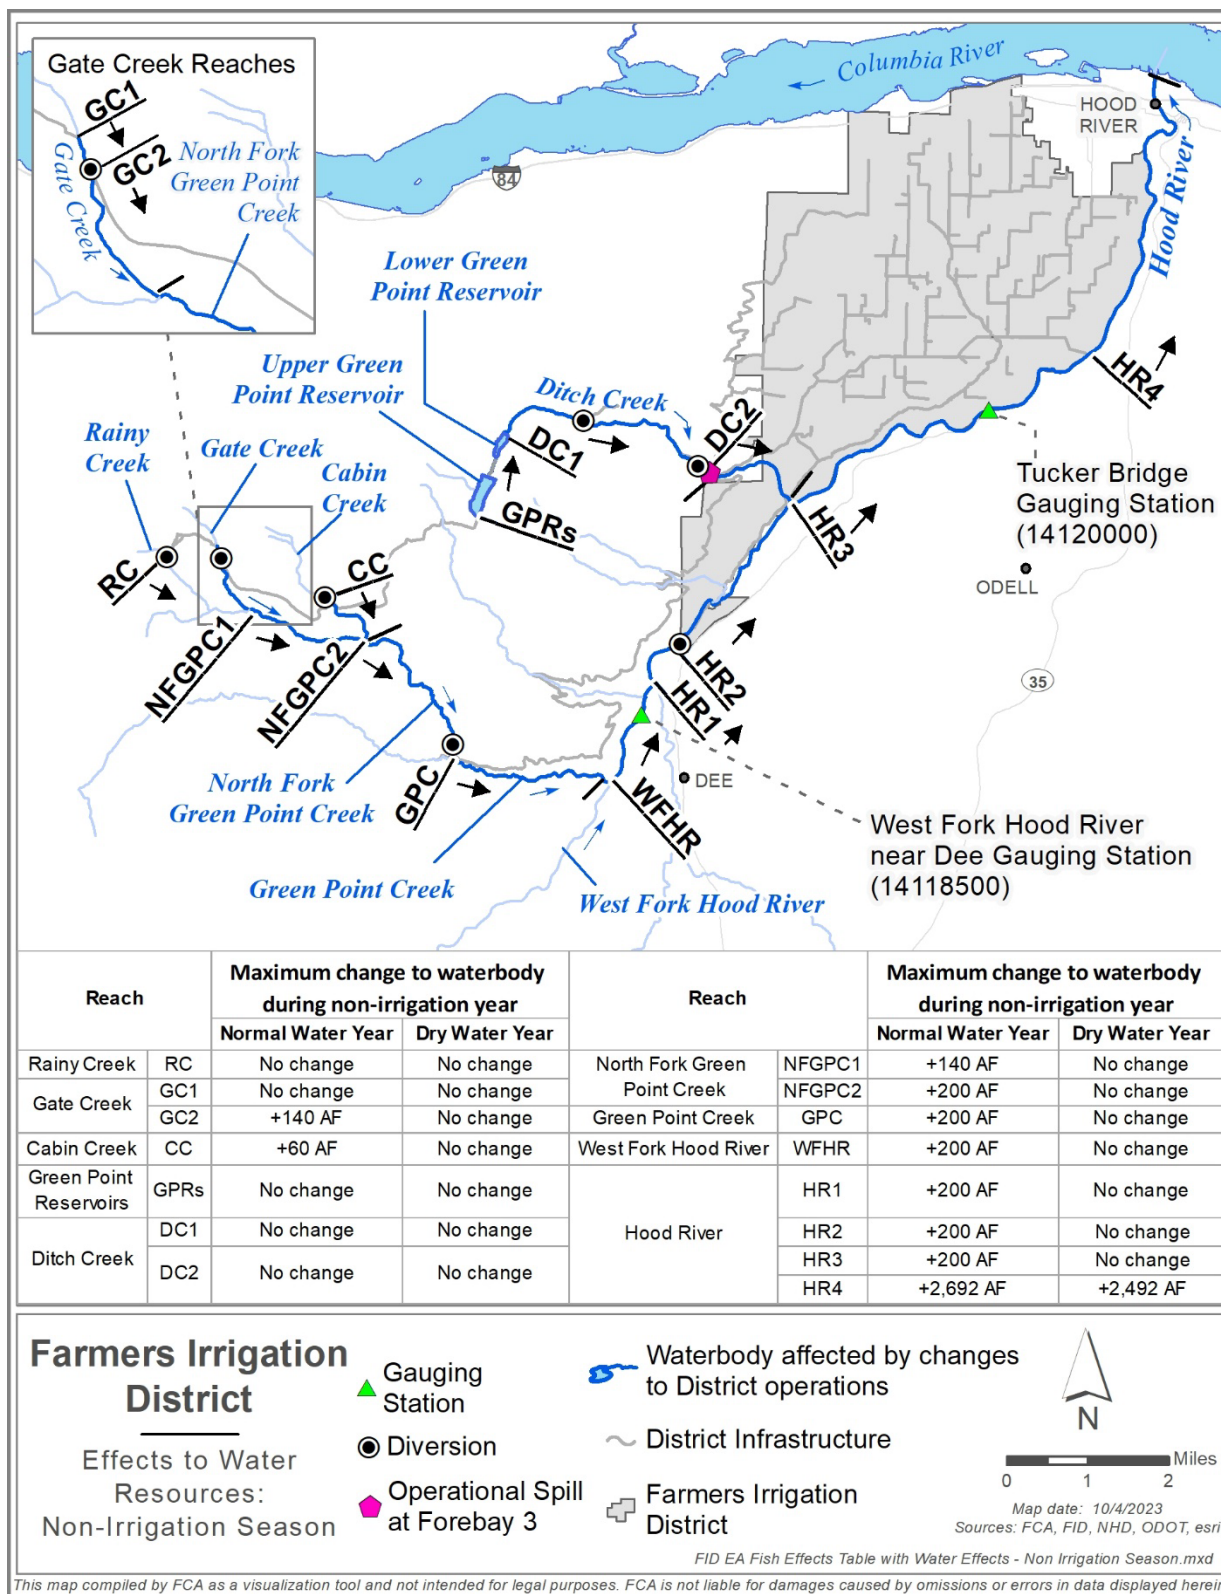 Gate Creek Reaches
GC1
GC2
Gate Creek
North Fork
Green Point
Creek
Columbia River
84
HOOD
RIVER
Hood River
Lower Green
Point Reservoir
Upper Green
Point Reservoir
Ditch Creek
DC2
DC1
HR4
Rainy
Creek
Gate Creek
Cabin
Creek
GPRs
Tucker Bridge
Gauging Station
(14120000)
HR3
ODELL
RC
CC
NFGPC1
NFGPC2
HR2
HR1
35
North Fork
Green Point Creek
GPC
WFHR
DEE
West Fork Hood River
near Dee Gauging Station
(14118500)
Green Point Creek
West Fork Hood River
Reach
Maximum change to waterbody
during non-irrigation year
Reach
Maximum change to waterbody
during non-irrigation year
Normal Water Year Dry Water Year Normal Water Year Dry Water Year
Rainy Creek RC No change No change North Fork Green NFGPC1 +140 AF No change
Gate Creek GC1 No change No change Point Creek NFGPC2 +200 AF No change
GC2 +140 AF No change Green Point Creek GPC +200 AF No change
Cabin Creek CC +60 AF No change West Fork Hood River WFHR +200 AF No change
Green Point
Reservoirs GPRs No change No change Hood River HR1 +200 AF No change
Ditch Creek DC1 No change No change HR2 +200 AF No change
DC2 No change No change HR3 +200 AF No change
HR4 +2,692 AF +2,492 AF
Farmers Irrigation
District
Effects to Water
Resources:
Non-Irrigation Season
Gauging
Station
Diversion
Operational Spill
at Forebay 3
Waterbody affected by changes
to District operations
District Infrastructure
Farmers Irrigation
District
N
Miles
0 1 2
Map date: 10/4/2023
Sources: FCA, FID, NHD, ODOT, esri
FID EA Fish Effects Table with Water Effects - Non Irrigation Season.mxd
This map compiled by FCA as a visualization tool and not intended for legal purposes. FCA is not liable for damages caused by omissions or errors in data displayed herein